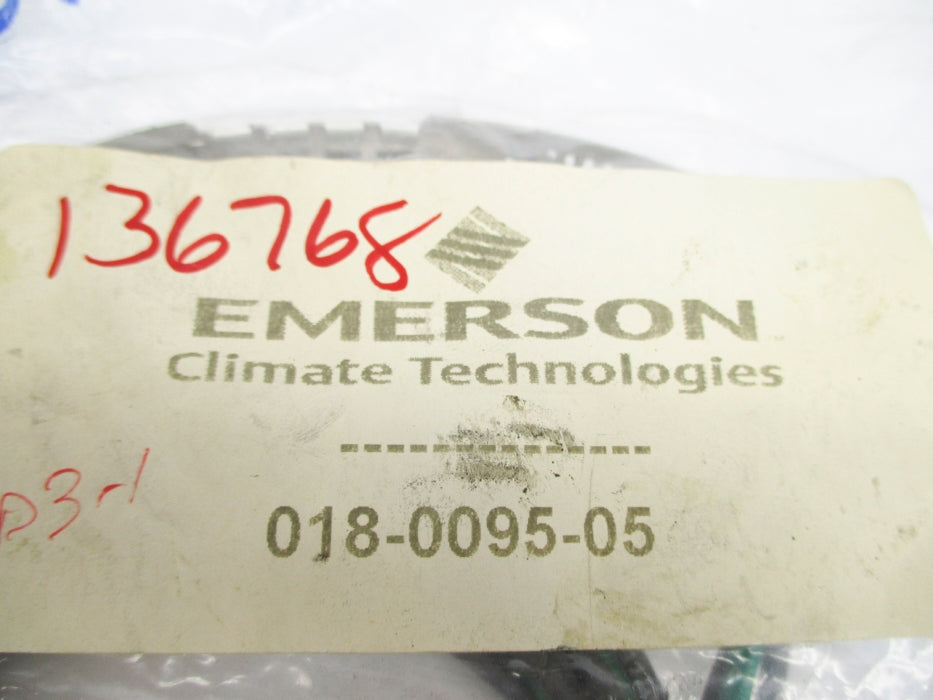 136768
EMERSON
Climate Technologies
--------------
018-0095-05